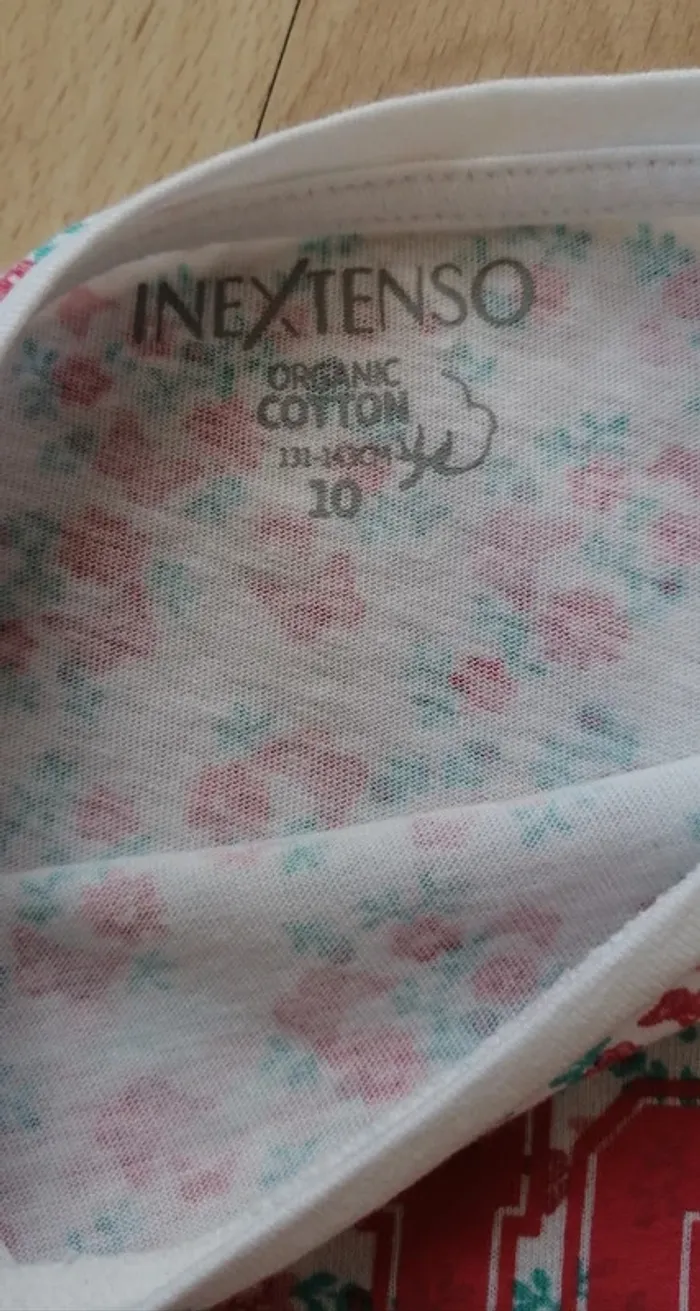 INEXTENSO
ORGANIC
COTTON
131-140CM
10